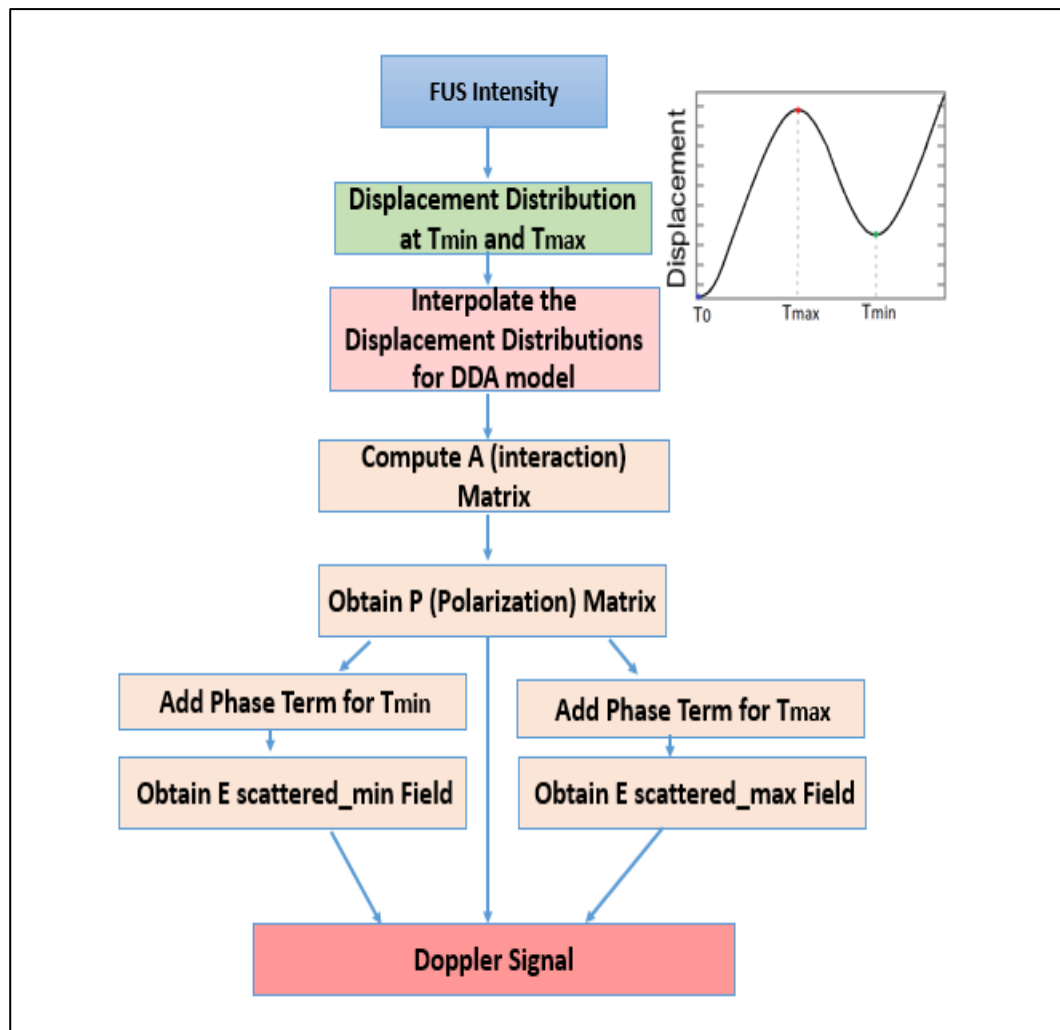 FUS Intensity
Displacement Distribution
at Tmin and Tmax
Interpolate the
Displacement Distributions
for DDA model
Compute A (interaction)
Matrix
Obtain P (Polarization) Matrix
Add Phase Term for Tmin
Add Phase Term for Tmax
Obtain E scattered_min Field
Obtain E scattered_max Field
Doppler Signal
Displacement
T0
Tmax
Tmin